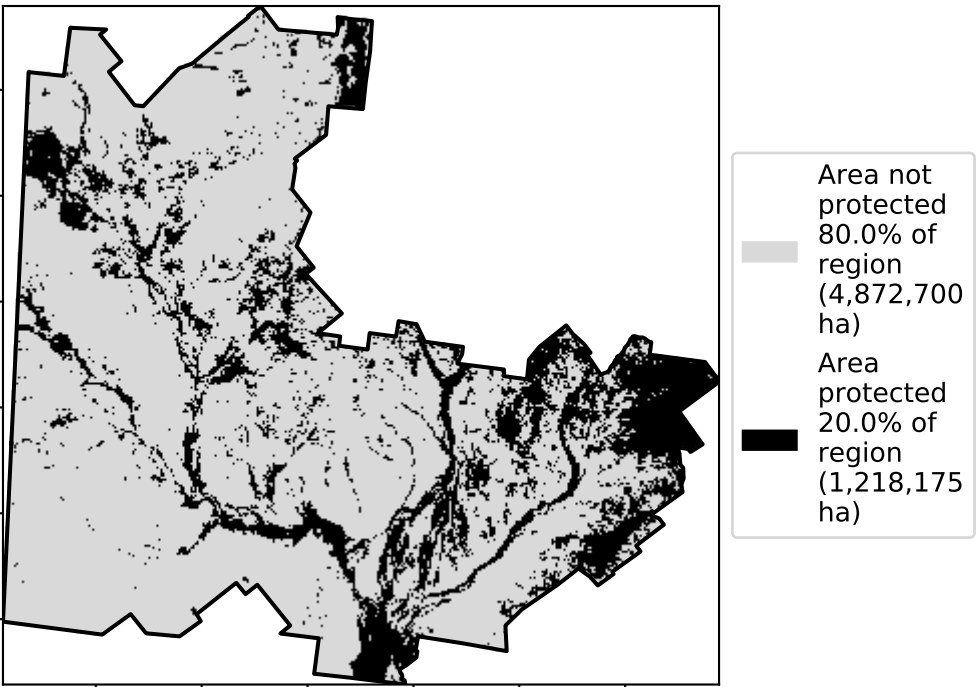 Area not
protected
80.0% of
region
(4,872,700
ha)
Area
protected
20.0% of
region
(1,218,175
ha)